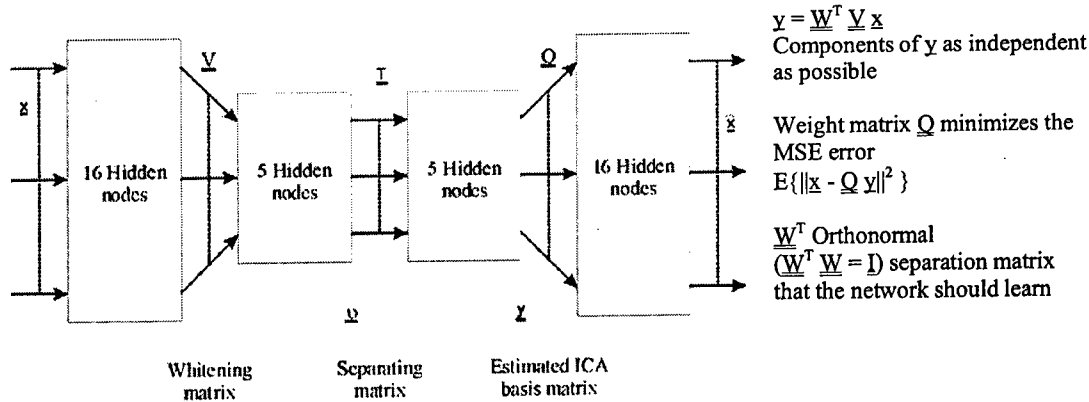 x
16 Hidden
nodes
V
5 Hidden
nodes
T
5 Hidden
nodes
Q
16 Hidden
nodes
x̂
υ
y
Whitening
matrix
Separating
matrix
Estimated ICA
basis matrix
y = W^T V x
Components of y as independent
as possible
Weight matrix Q minimizes the
MSE error
E{||x - Q y||² }
W^T Orthonormal
(W^T W = I) separation matrix
that the network should learn